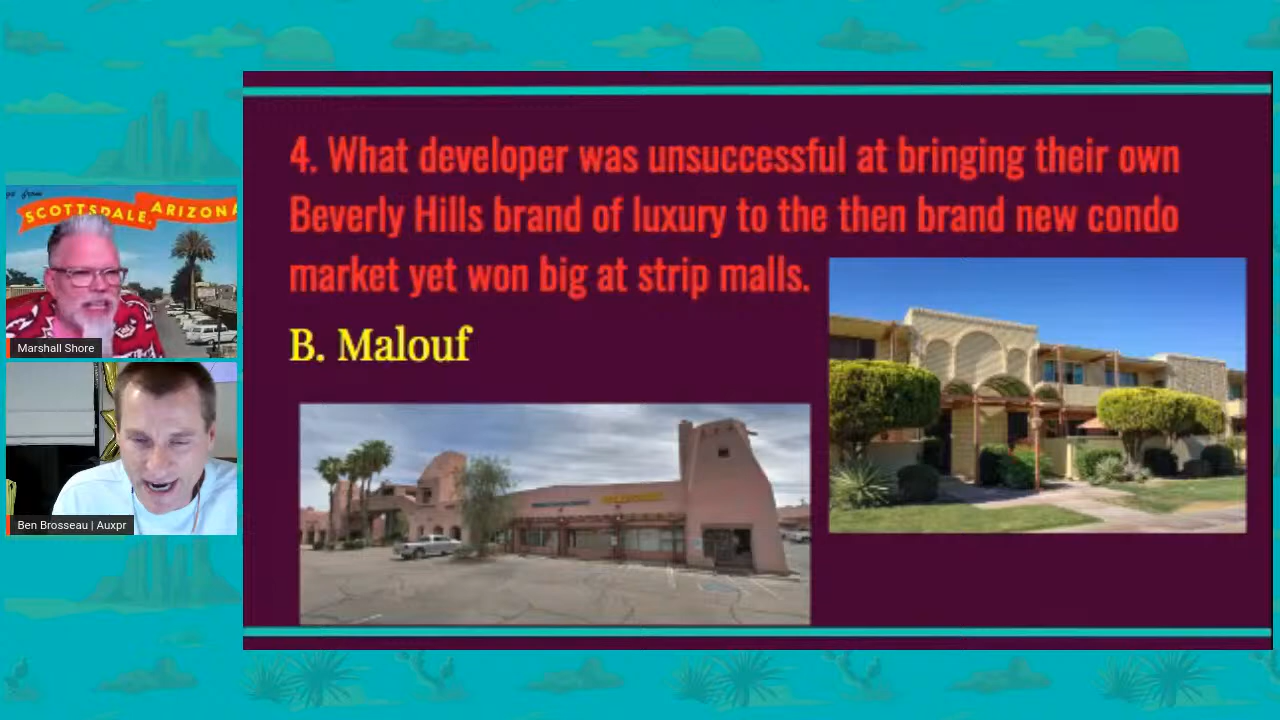 4. What developer was unsuccessful at bringing their own
Beverly Hills brand of luxury to the then brand new condo
market yet won big at strip malls.
B. Malouf
SCOTTSDALE, ARIZONA
Marshall Shore
Ben Brosseau | Auxpr